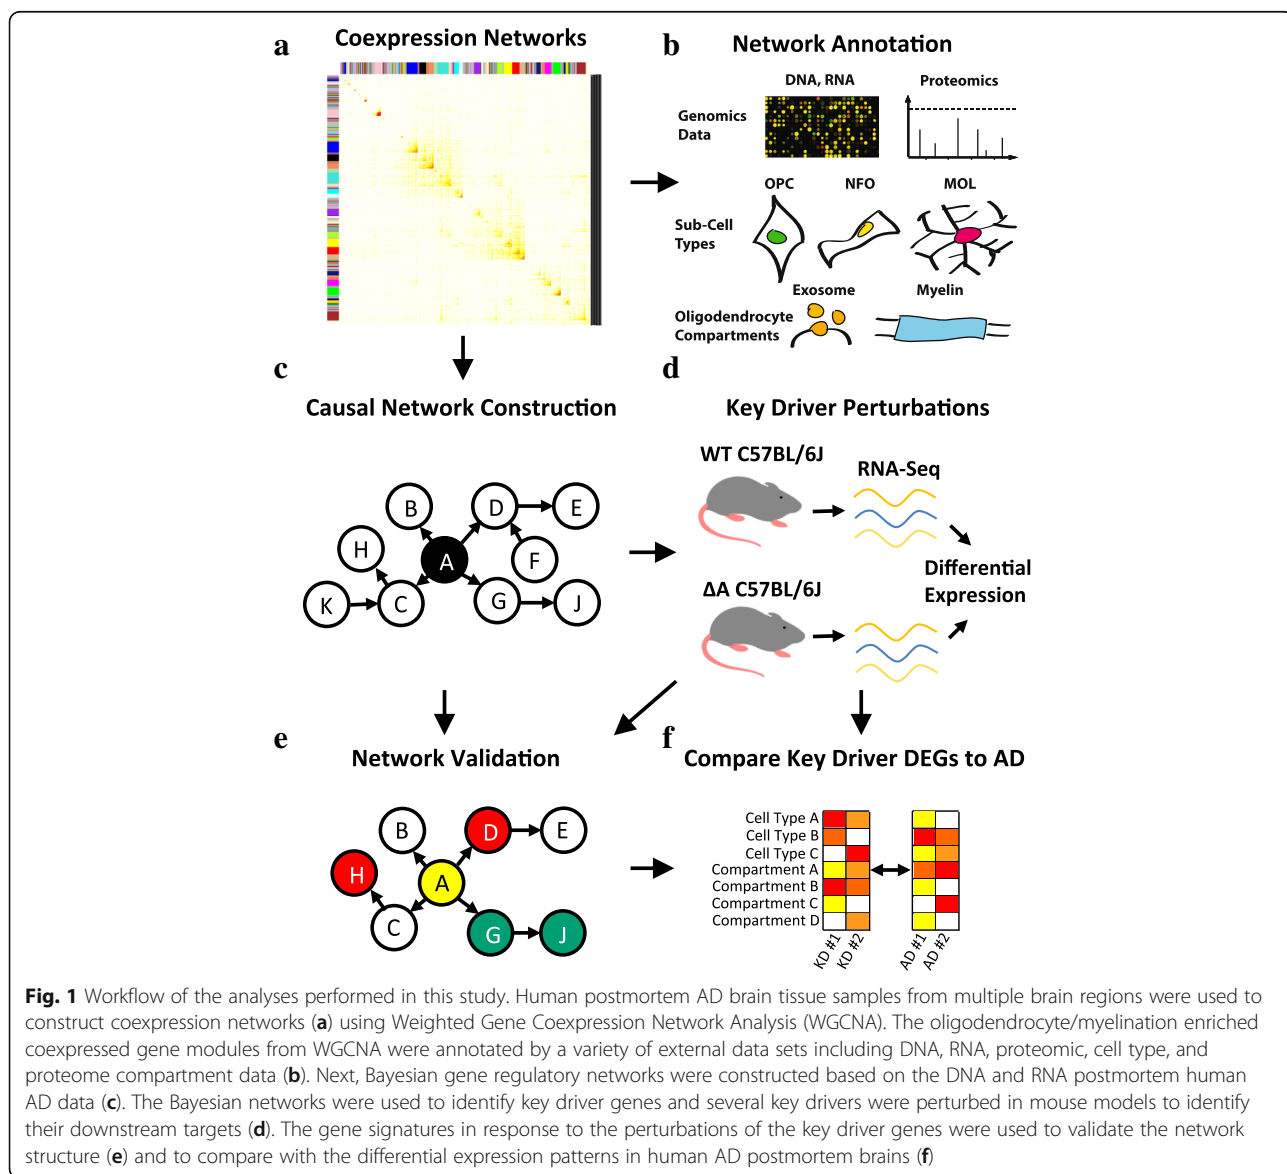 a
Coexpression Networks
b
Network Annotation
DNA, RNA
Proteomics
Genomics
Data
OPC
NFO
MOL
Sub-Cell
Types
Exosome
Myelin
Oligodendrocyte
Compartments
c
Causal Network Construction
B
D
E
H
A
F
K
C
G
J
d
Key Driver Perturbations
WT C57BL/6J
RNA-Seq
Differential
Expression
ΔA C57BL/6J
e
Network Validation
B
D
E
H
A
C
G
J
f
Compare Key Driver DEGs to AD
Cell Type A
Cell Type B
Cell Type C
Compartment A
Compartment B
Compartment C
Compartment D
KD #1
KD #2
AD #1
AD #2
Fig. 1 Workflow of the analyses performed in this study. Human postmortem AD brain tissue samples from multiple brain regions were used to
construct coexpression networks (a) using Weighted Gene Coexpression Network Analysis (WGCNA). The oligodendrocyte/myelination enriched
coexpressed gene modules from WGCNA were annotated by a variety of external data sets including DNA, RNA, proteomic, cell type, and
proteome compartment data (b). Next, Bayesian gene regulatory networks were constructed based on the DNA and RNA postmortem human
AD data (c). The Bayesian networks were used to identify key driver genes and several key drivers were perturbed in mouse models to identify
their downstream targets (d). The gene signatures in response to the perturbations of the key driver genes were used to validate the network
structure (e) and to compare with the differential expression patterns in human AD postmortem brains (f)